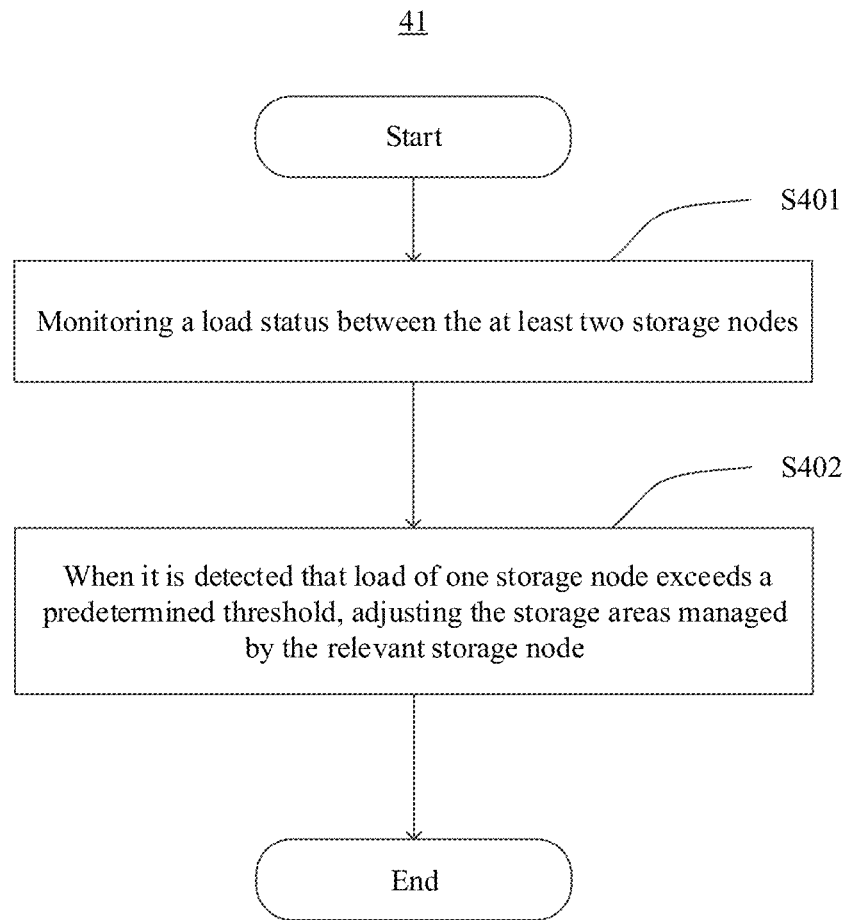 41
Start
S401
Monitoring a load status between the at least two storage nodes
S402
When it is detected that load of one storage node exceeds a
predetermined threshold, adjusting the storage areas managed
by the relevant storage node
End